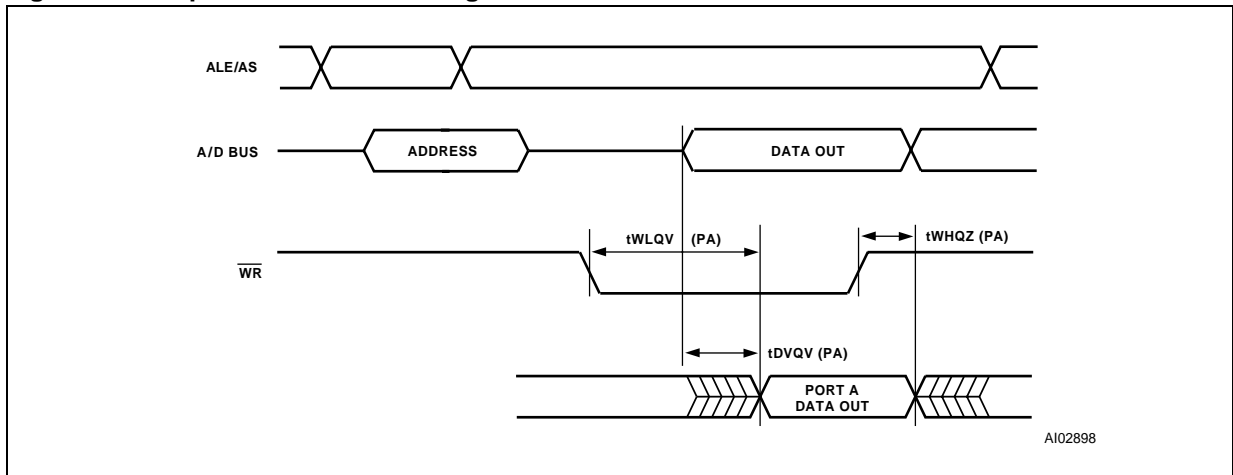 ALE/AS
A/D BUS
ADDRESS
DATA OUT
tWLQV (PA)
tWHQZ (PA)
WR
tDVQV (PA)
PORT A
DATA OUT
AI02898